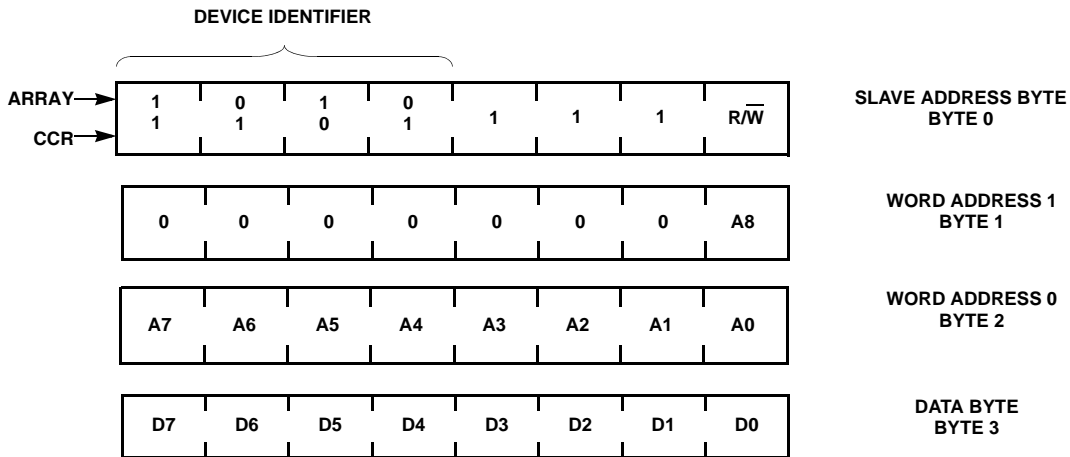 DEVICE IDENTIFIER
ARRAY
CCR
1 0 1 0
1 1 0 1 1 1 1 R/W̅
SLAVE ADDRESS BYTE
BYTE 0
0 0 0 0 0 0 0 A8
WORD ADDRESS 1
BYTE 1
A7 A6 A5 A4 A3 A2 A1 A0
WORD ADDRESS 0
BYTE 2
D7 D6 D5 D4 D3 D2 D1 D0
DATA BYTE
BYTE 3